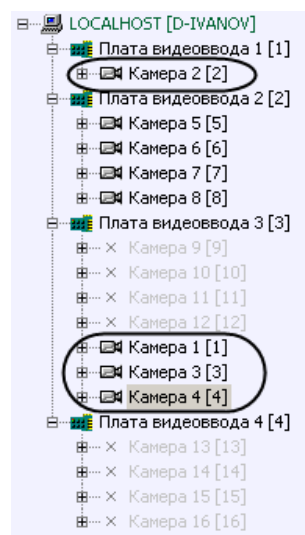 LOCALHOST [D-IVANOV]
Плата видеоввода 1 [1]
Камера 2 [2]
Плата видеоввода 2 [2]
Камера 5 [5]
Камера 6 [6]
Камера 7 [7]
Камера 8 [8]
Плата видеоввода 3 [3]
Камера 9 [9]
Камера 10 [10]
Камера 11 [11]
Камера 12 [12]
Камера 1 [1]
Камера 3 [3]
Камера 4 [4]
Плата видеоввода 4 [4]
Камера 13 [13]
Камера 14 [14]
Камера 15 [15]
Камера 16 [16]